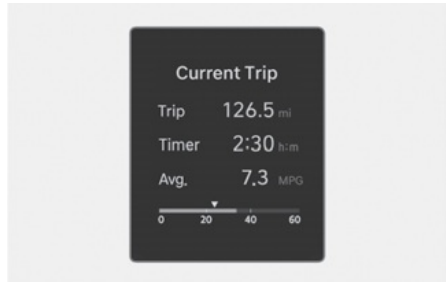 Current Trip
Trip 126.5 mi
Timer 2:30 h:m
Avg. 7.3 MPG
0 20 40 60